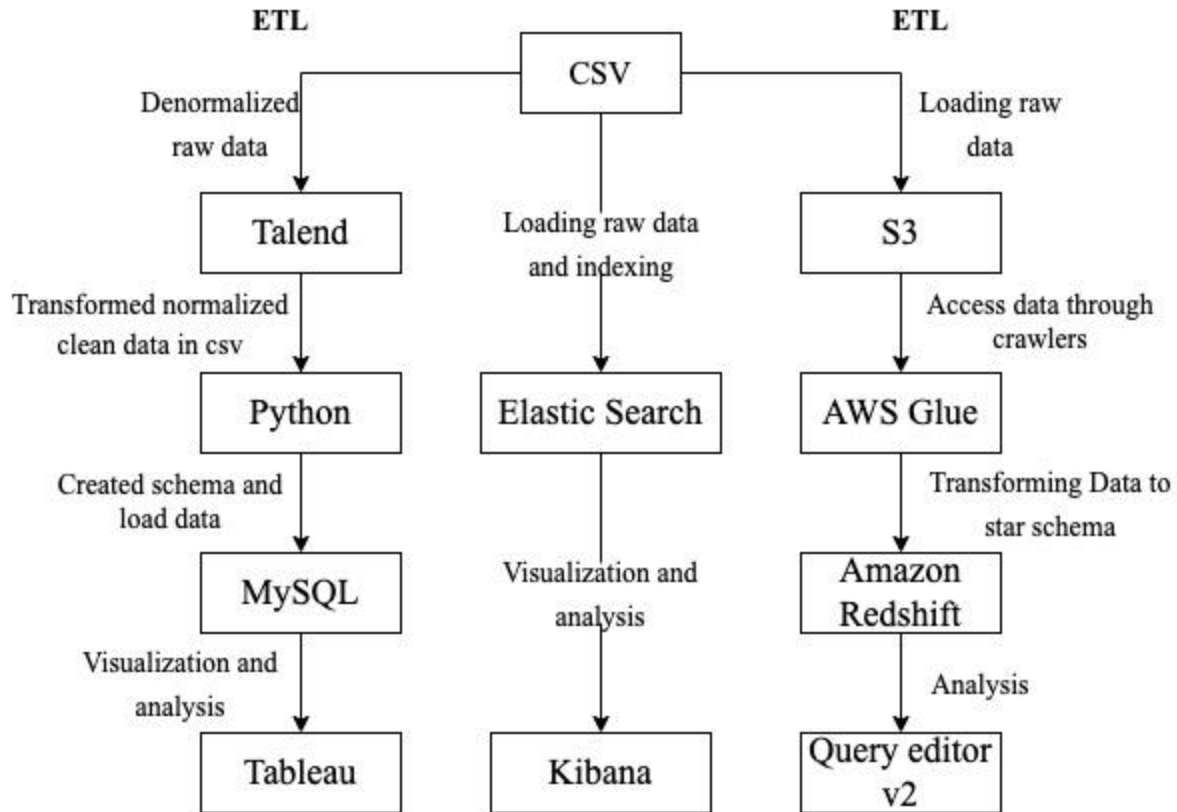 ETL
ETL
CSV
Denormalized
raw data
Loading raw
data
Talend
Loading raw data
and indexing
S3
Transformed normalized
clean data in csv
Access data through
crawlers
Python
Elastic Search
AWS Glue
Created schema and
load data
Transforming Data to
star schema
MySQL
Visualization and
analysis
Amazon
Redshift
Visualization and
analysis
Analysis
Tableau
Kibana
Query editor
v2